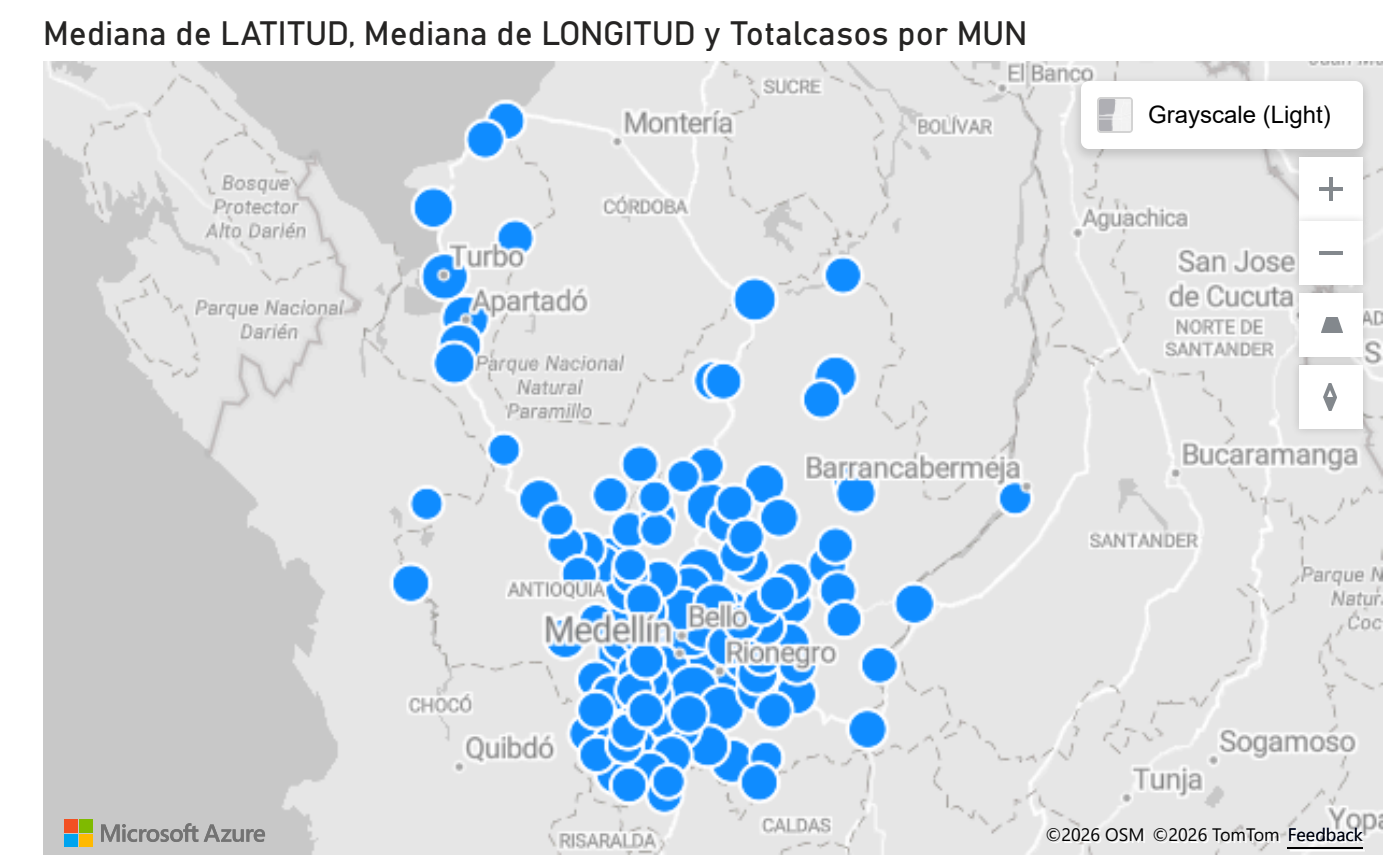 Mediana de LATITUD, Mediana de LONGITUD y Totalcasos por MUN
El Banco
SUCRE
Grayscale (Light)
Montería
BOLÍVAR
Bosque
Protector
Alto Darién
CÓRDOBA
Aguachica
Turbo
San Jose
de Cucuta
Apartadó
Parque Nacional
Darién
NORTE DE
SANTANDER
Parque Nacional
Natural
Paramillo
Bucaramanga
Barrancabermeja
SANTANDER
Parque N
Natur
Coc
ANTIOQUIA
Bello
Medellín
Rionegro
CHOCÓ
Quibdó
Sogamoso
Tunja
Yopa
CALDAS
RISARALDA
Microsoft Azure
©2026 OSM ©2026 TomTom Feedback